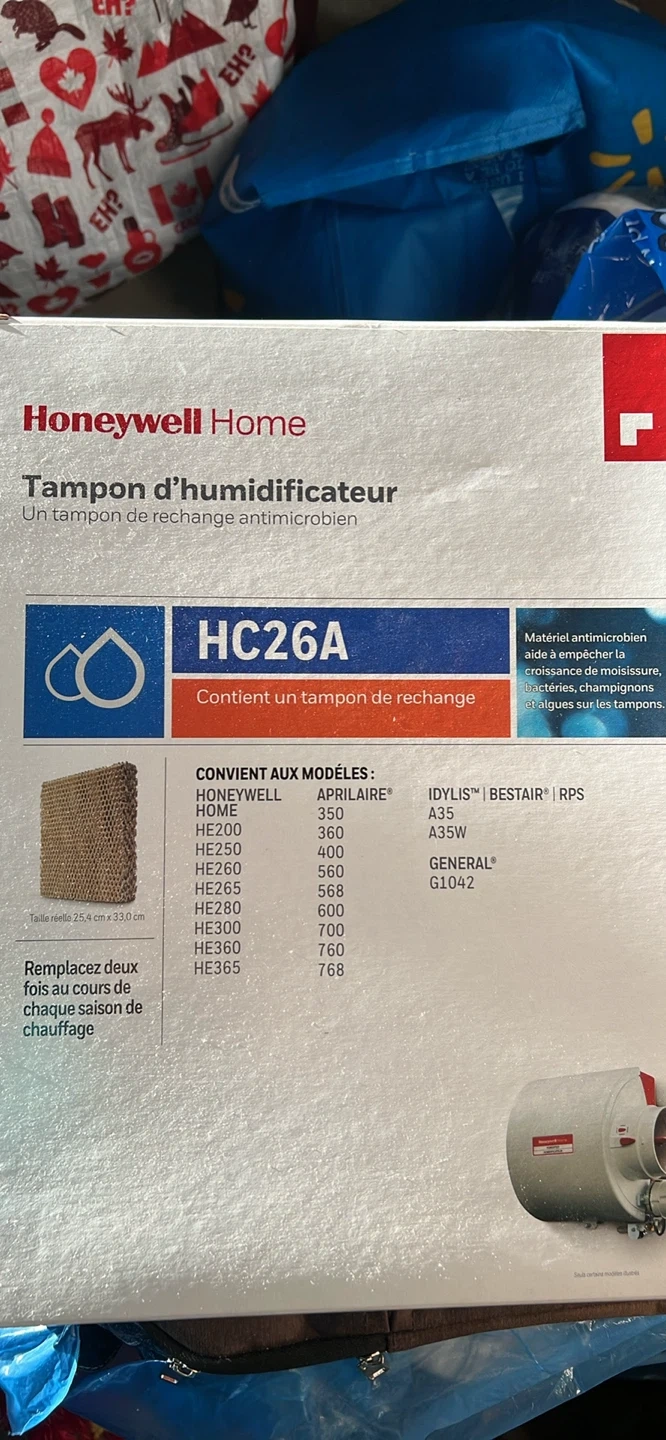 EH?
EH?
EH?
Honeywell Home
Tampon d'humidificateur
Un tampon de rechange antimicrobien
HC26A
Contient un tampon de rechange
Matériel antimicrobien
aide à empêcher la
croissance de moisissure,
bactéries, champignons
et algues sur les tampons.
CONVIENT AUX MODÉLES :
HONEYWELL
HOME
HE200
HE250
HE260
HE265
HE280
HE300
HE360
HE365
APRILAIRE®
350
360
400
560
568
600
700
760
768
IDYLIS™ | BESTAIR® | RPS
A35
A35W
GENERAL®
G1042
Taille réelle 25,4 cm x 33,0 cm
Remplacez deux
fois au cours de
chaque saison de
chauffage